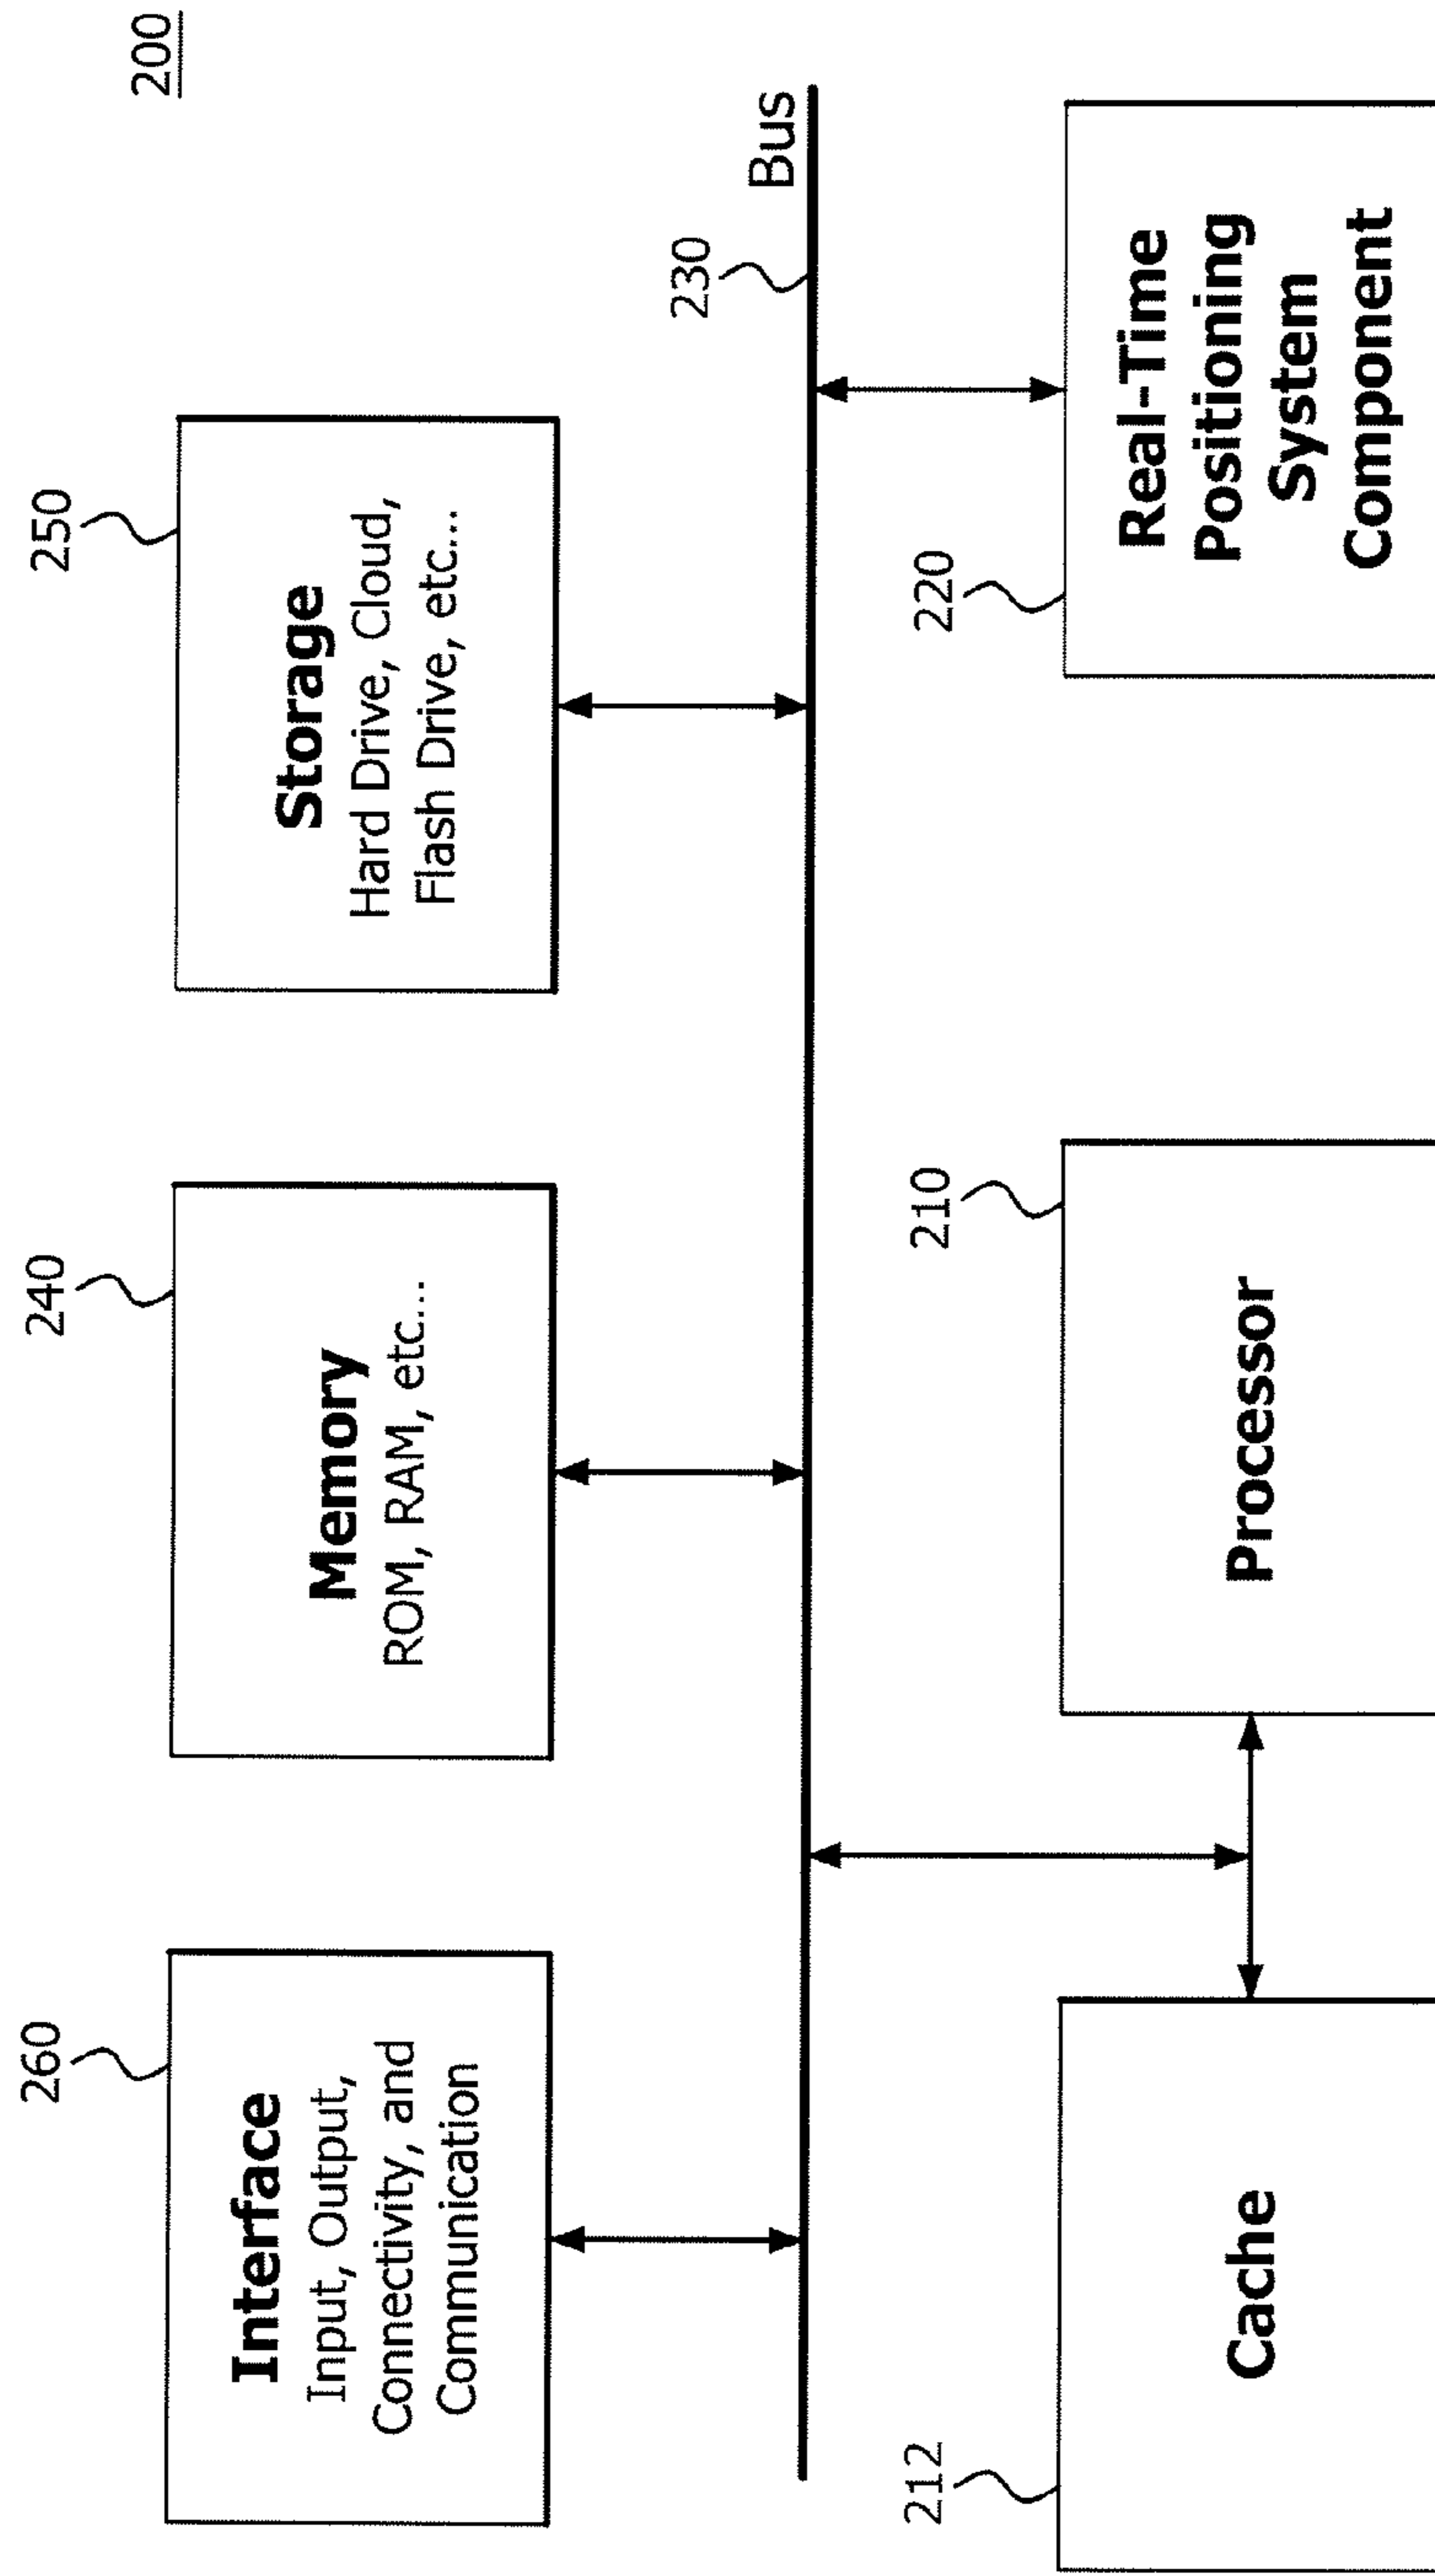 200
260
Interface
Input, Output,
Connectivity, and
Communication
240
Memory
ROM, RAM, etc...
250
Storage
Hard Drive, Cloud,
Flash Drive, etc...
230
Bus
212
Cache
210
Processor
220
Real-Time
Positioning
System
Component